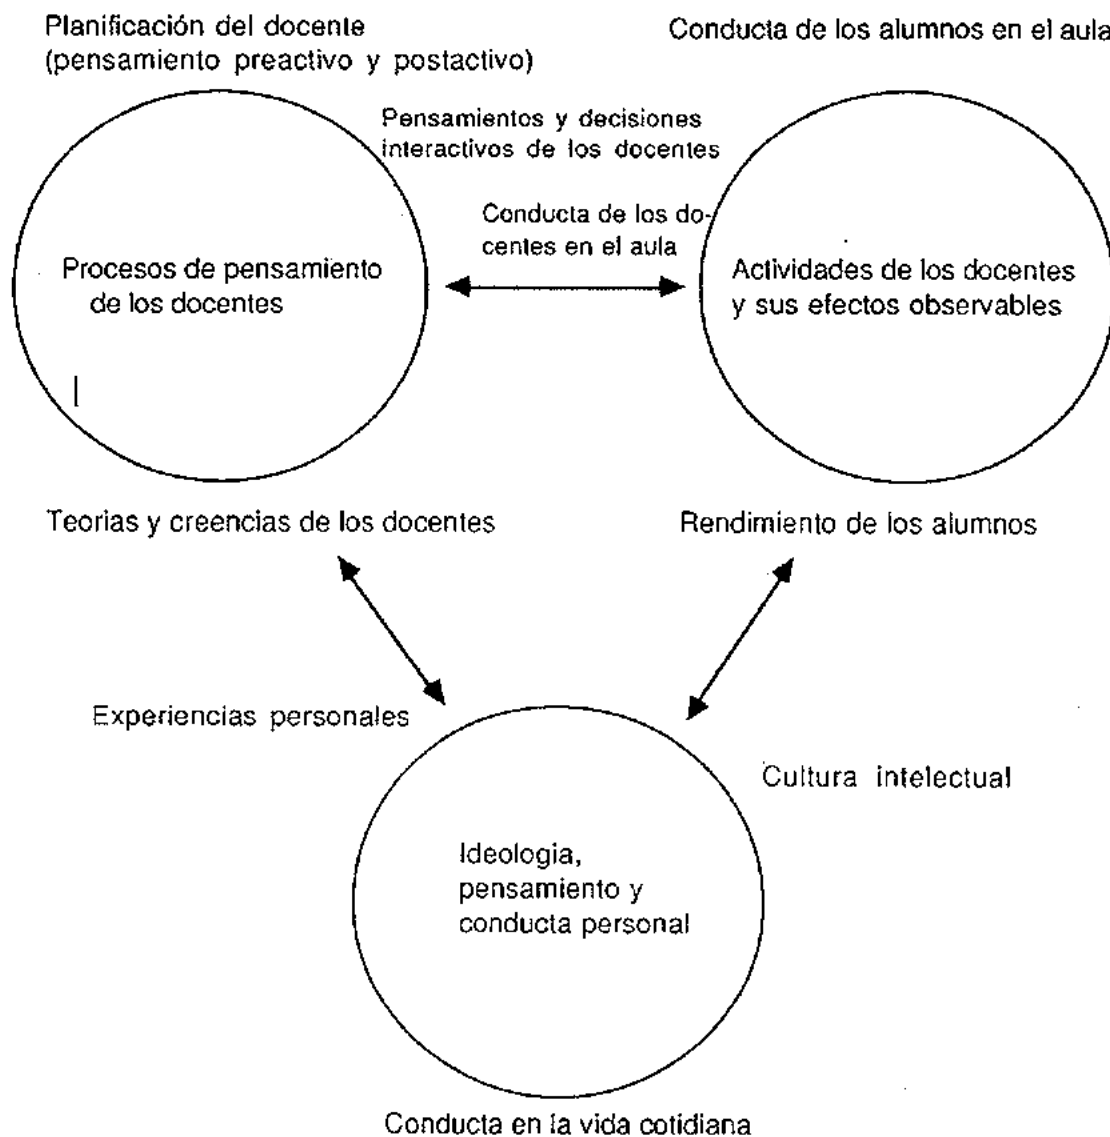 Planificación del docente
(pensamiento preactivo y postactivo)
Conducta de los alumnos en el aula
Pensamientos y decisiones
interactivos de los docentes
Conducta de los do-
centes en el aula
Procesos de pensamiento
de los docentes
Actividades de los docentes
y sus efectos observables
Teorias y creencias de los docentes
Rendimiento de los alumnos
Experiencias personales
Cultura intelectual
Ideologia,
pensamiento y
conducta personal
Conducta en la vida cotidiana